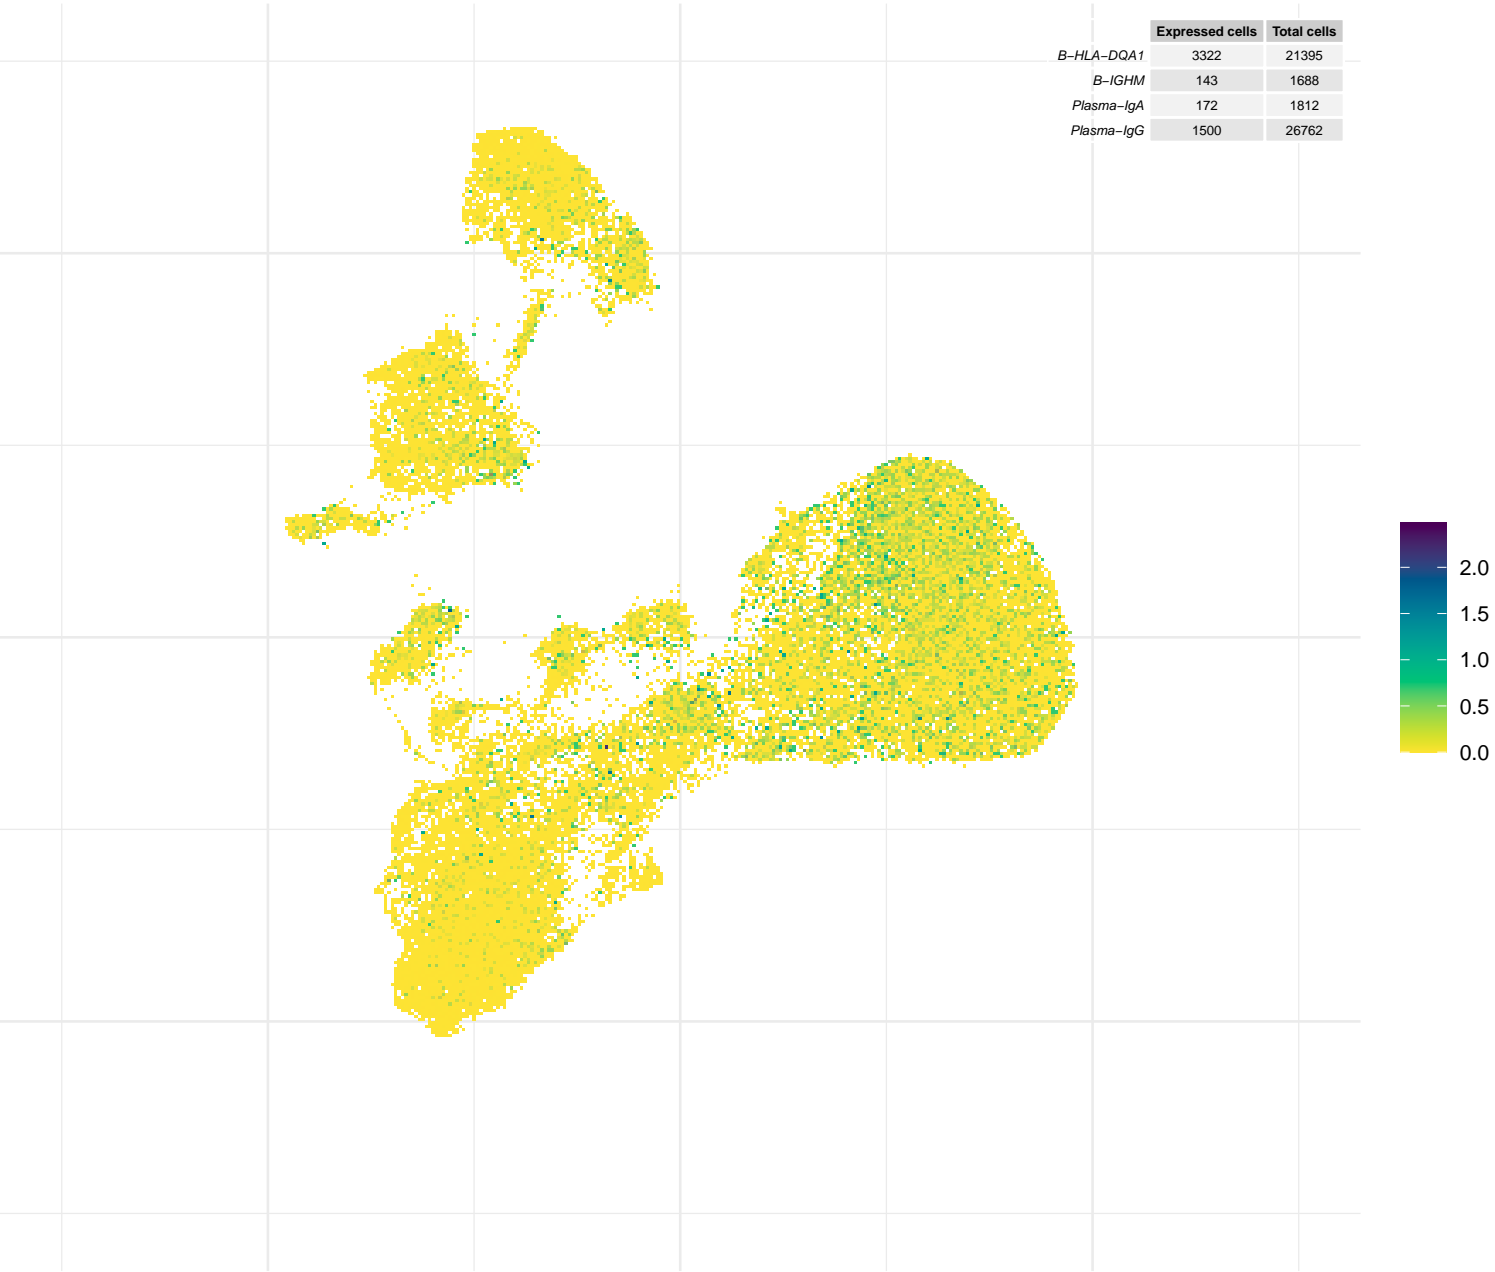 Expressed cells Total cells
B−HLA−DQA1 3322 21395
B−IGHM 143 1688
Plasma−IgA 172 1812
Plasma−IgG 1500 26762
2.0
1.5
1.0
0.5
0.0